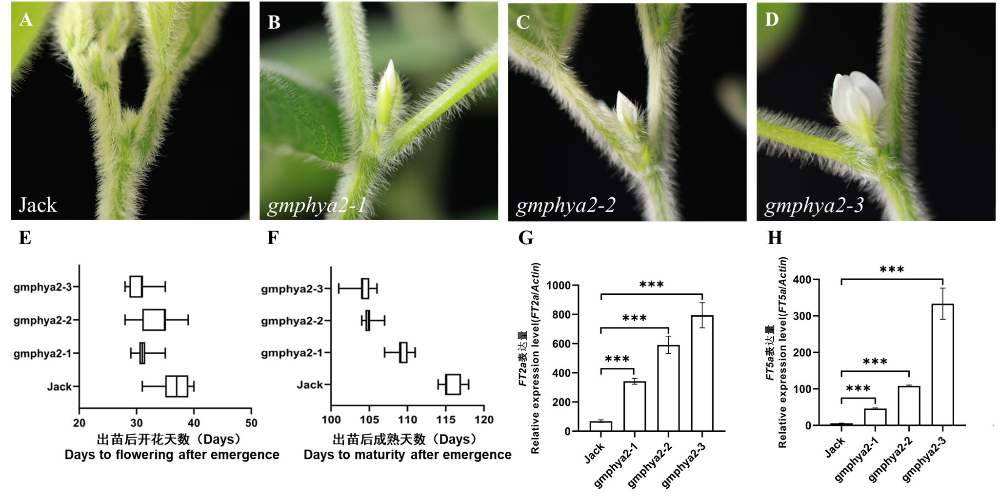 A
B
C
D
Jack
gmphya2-1
gmphya2-2
gmphya2-3
E
F
G
H
gmphya2-3
gmphya2-2
gmphya2-1
Jack
20 30 40 50
出苗后开花天数（Days）
Days to flowering after emergence
gmphya2-3
gmphya2-2
gmphya2-1
Jack
100 105 110 115 120
出苗后成熟天数（Days）
Days to maturity after emergence
FT2a表达量
Relative expression level(FT2a/Actin)
1000
800
600
400
200
0
***
***
***
Jack
gmphya2-1
gmphya2-2
gmphya2-3
FT5a表达量
Relative expression level(FT5a/Actin)
400
300
200
100
0
***
***
***
Jack
gmphya2-1
gmphya2-2
gmphya2-3